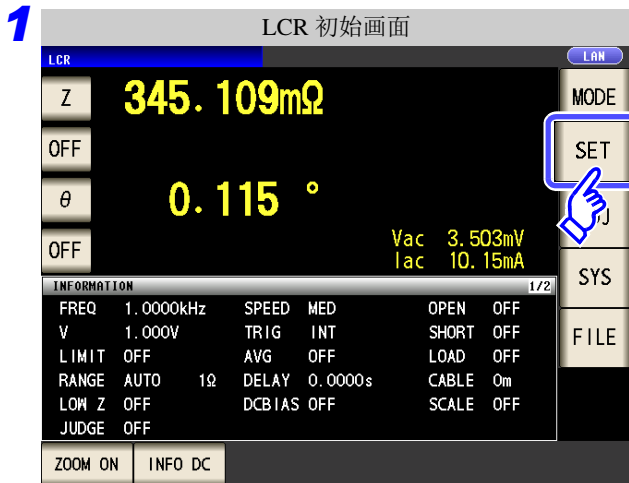 1
LCR 初始画面
LCR
LAN
Z 345.109mΩ
MODE
OFF
SET
θ 0.115 °
OFF
Vac 3.503mV
Iac 10.15mA
SYS
INFORMATION 1/2
FREQ 1.0000kHz SPEED MED OPEN OFF
V 1.000V TRIG INT SHORT OFF
FILE
LIMIT OFF AVG OFF LOAD OFF
RANGE AUTO 1Ω DELAY 0.0000s CABLE 0m
LOW Z OFF DCBIAS OFF SCALE OFF
JUDGE OFF
ZOOM ON INFO DC